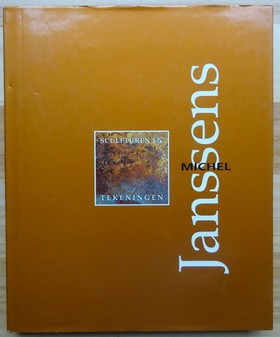 SCULPTUREN EN
TEKENINGEN
MICHEL
Janssens